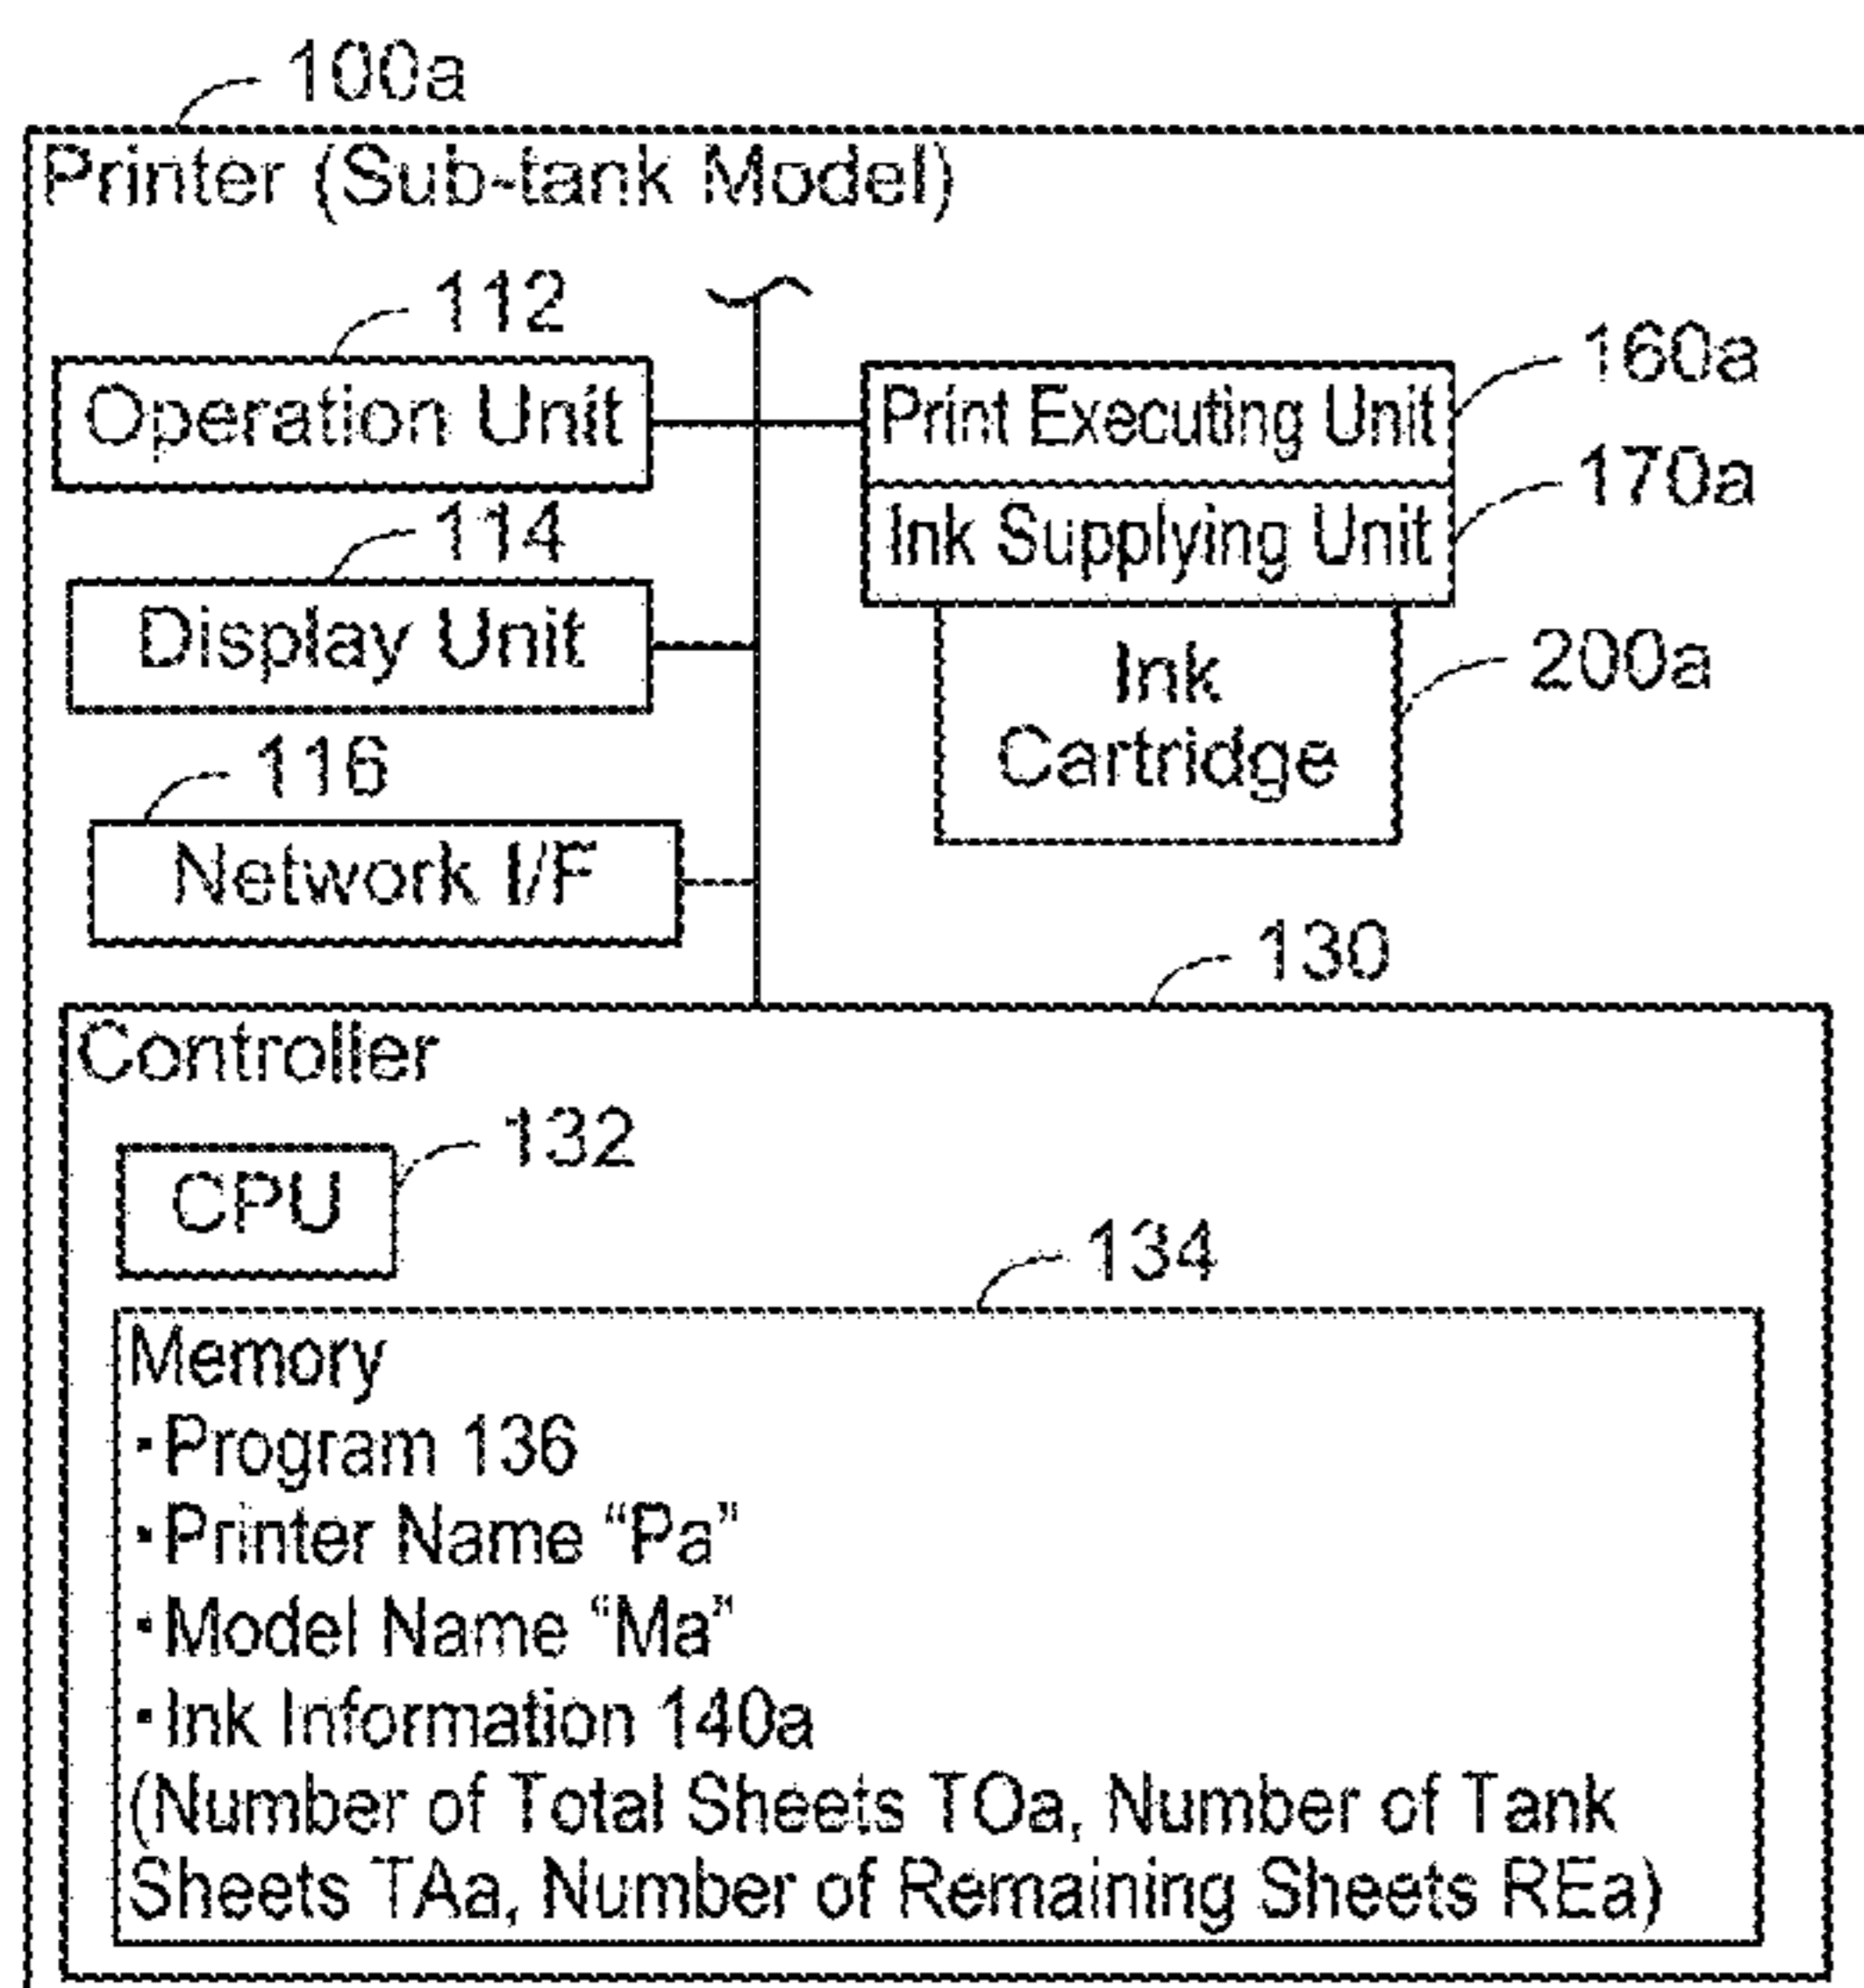 100a
Printer (Sub-tank Model)
112
Operation Unit
160a
Print Executing Unit
170a
Ink Supplying Unit
114
Display Unit
200a
Ink
Cartridge
116
Network I/F
130
Controller
132
CPU
134
Memory
・Program 136
・Printer Name “Pa”
・Model Name “Ma”
・Ink Information 140a
(Number of Total Sheets TOa, Number of Tank
Sheets TAa, Number of Remaining Sheets REa)